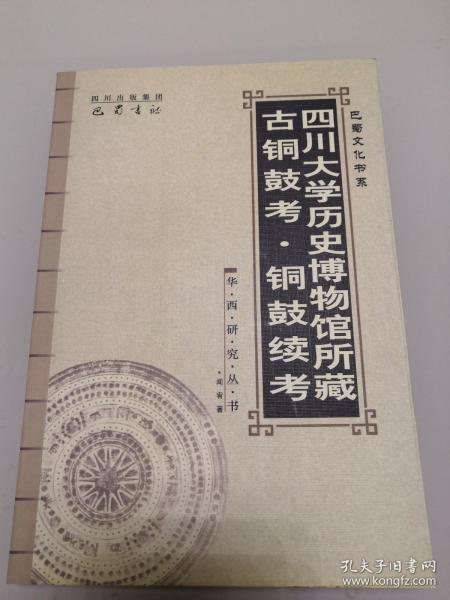 四川出版集团
巴蜀书社
巴蜀文化书系
四川大学历史博物馆所藏
古铜鼓考·铜鼓续考
华·西·研·究·丛·书
·闻宥著
孔夫子旧书网
www.kongfz.com